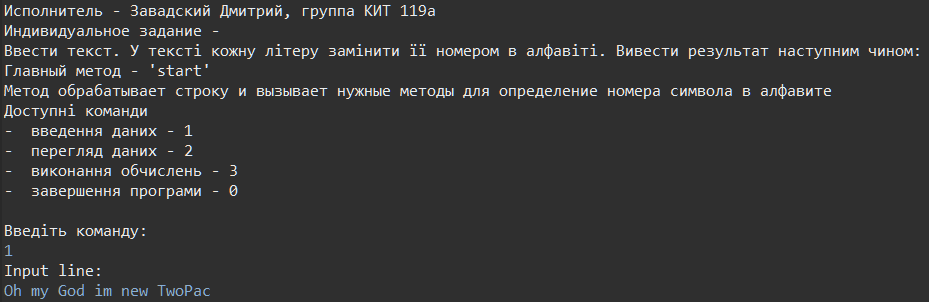 Исполнитель - Завадский Дмитрий, группа КИТ 119а
Индивидуальное задание -
Ввести текст. У тексті кожну літеру замінити її номером в алфавіті. Вивести результат наступним чином:
Главный метод - 'start'
Метод обрабатывает строку и вызывает нужные методы для определение номера символа в алфавите
Доступні команди
-  введення даних - 1
-  перегляд даних - 2
-  виконання обчислень - 3
-  завершення програми - 0

Введіть команду:
1
Input line:
Oh my God im new TwoPac